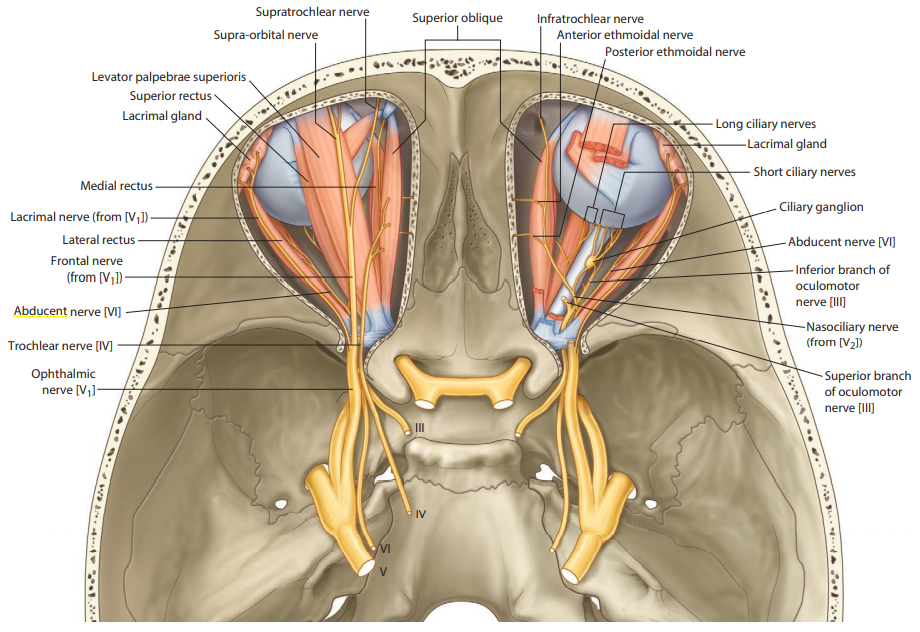 Supratrochlear nerve
Supra-orbital nerve
Superior oblique
Infratrochlear nerve
Anterior ethmoidal nerve
Posterior ethmoidal nerve
Levator palpebrae superioris
Superior rectus
Lacrimal gland
Medial rectus
Lacrimal nerve (from [V₁])
Lateral rectus
Frontal nerve
(from [V₁])
Abducent nerve [VI]
Trochlear nerve [IV]
Ophthalmic
nerve [V₁]
Long ciliary nerves
Lacrimal gland
Short ciliary nerves
Ciliary ganglion
Abducent nerve [VI]
Inferior branch of
oculomotor
nerve [III]
Nasociliary nerve
(from [V₂])
Superior branch
of oculomotor
nerve [III]
III
IV
VI
V